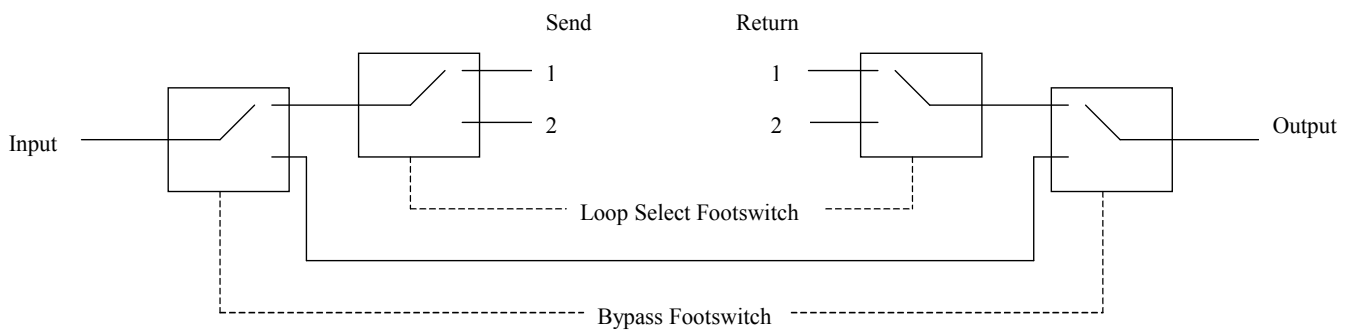 Send Return
1 1
2 2
Input Output
Loop Select Footswitch
Bypass Footswitch